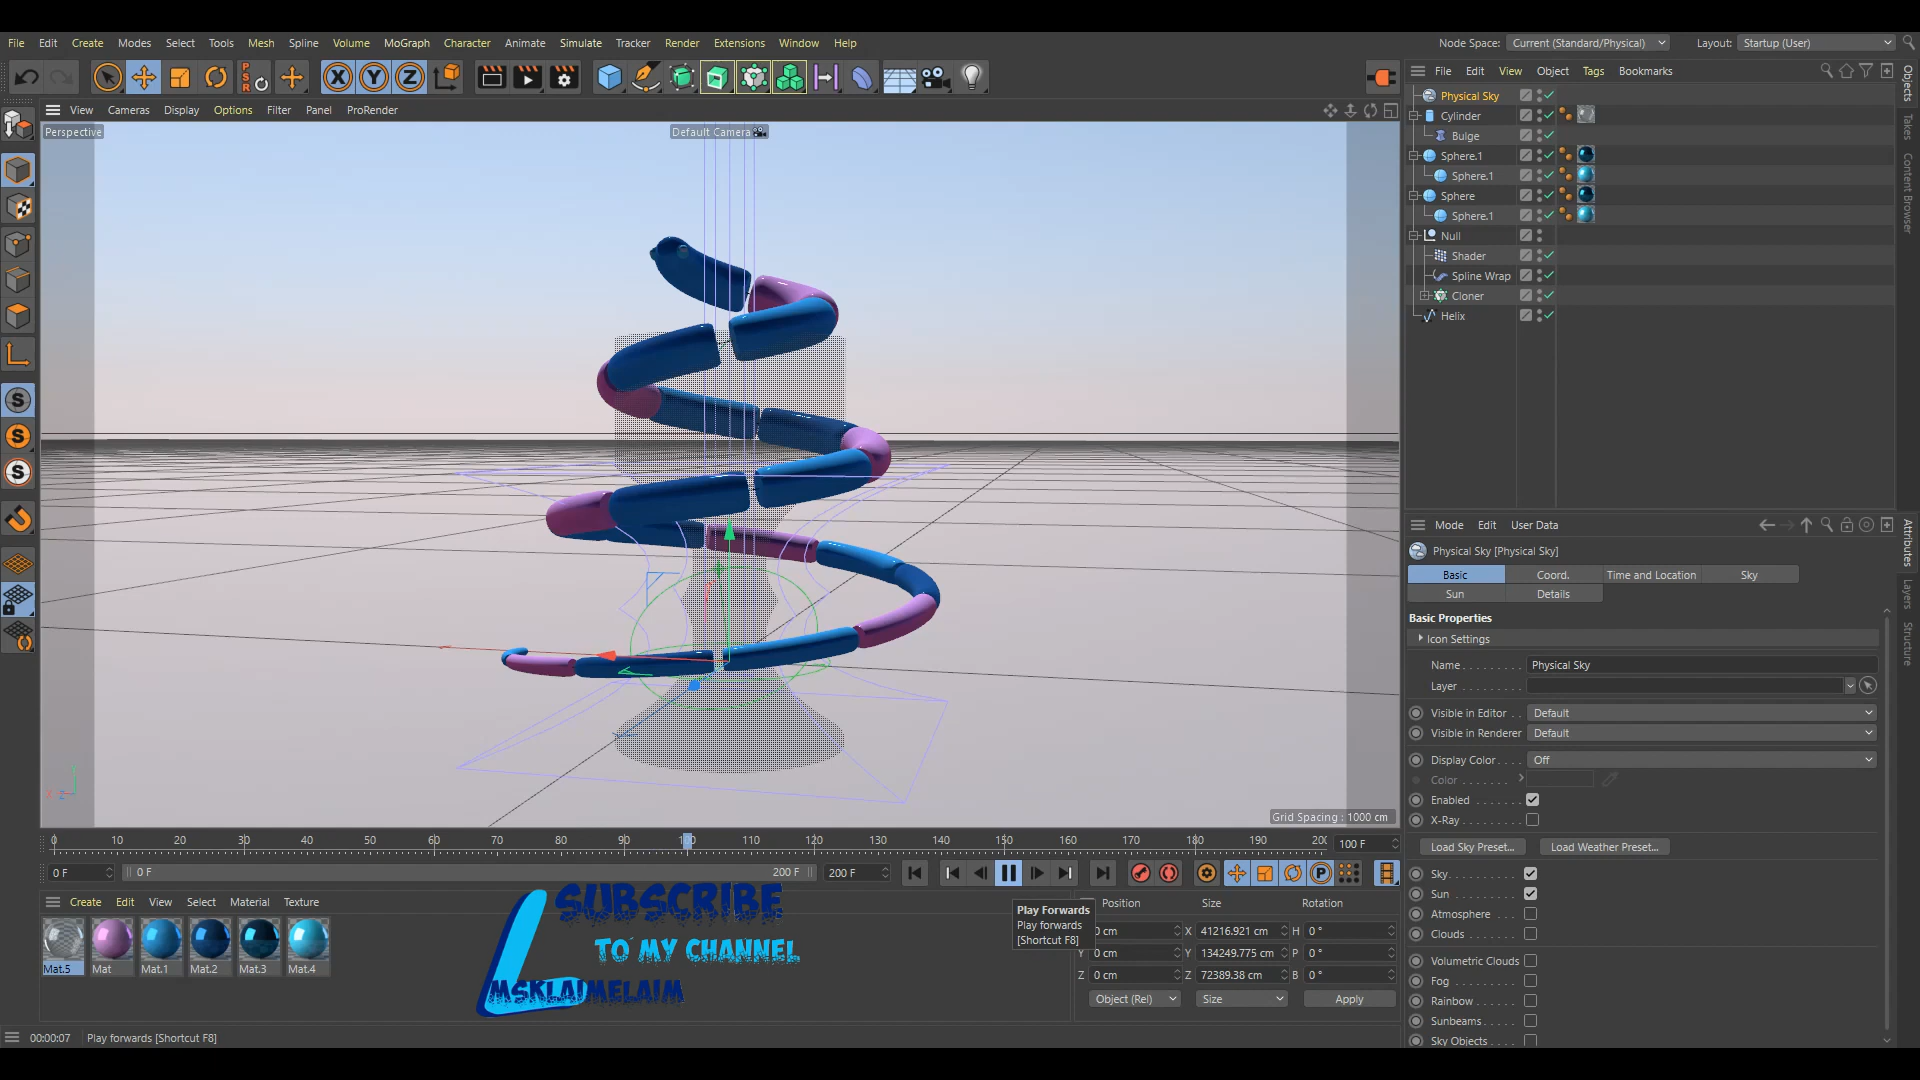 File Edit Create Modes Select Tools Mesh Spline Volume MoGraph Character Animate Simulate Tracker Render Extensions Window Help
Node Space: Current (Standard/Physical) Layout: Startup (User)
PSR X Y Z
View Cameras Display Options Filter Panel ProRender
Perspective
Default Camera
Grid Spacing : 1000 cm
S
S
S
File Edit View Object Tags Bookmarks
Physical Sky
Cylinder
Bulge
Sphere.1
Sphere.1
Sphere
Sphere.1
Null
Shader
Spline Wrap
Cloner
Helix
Objects
Takes
Content Browser
Mode Edit User Data
Physical Sky [Physical Sky]
Basic Coord. Time and Location Sky
Sun Details
Basic Properties
Icon Settings
Name Physical Sky
Layer
Visible in Editor Default
Visible in Renderer Default
Display Color Off
Color
Enabled
X-Ray
Load Sky Preset... Load Weather Preset...
Sky
Sun
Atmosphere
Clouds
Volumetric Clouds
Fog
Rainbow
Sunbeams
Sky Objects
Attributes
Layers
Structure
0 10 20 30 40 50 60 70 80 90 100 110 120 130 140 150 160 170 180 190 200 100 F
0 F 0 F 200 F 200 F P
Create Edit View Select Material Texture
Mat.5 Mat Mat.1 Mat.2 Mat.3 Mat.4
SUBSCRIBE
TO MY CHANNEL
MSKLAIMELAIM
Play Forwards
Play forwards
[Shortcut F8]
Position Size Rotation
0 cm X 41216.921 cm H 0 °
Y 0 cm Y 134249.775 cm P 0 °
Z 0 cm Z 72389.38 cm B 0 °
Object (Rel) Size Apply
00:00:07 Play forwards [Shortcut F8]